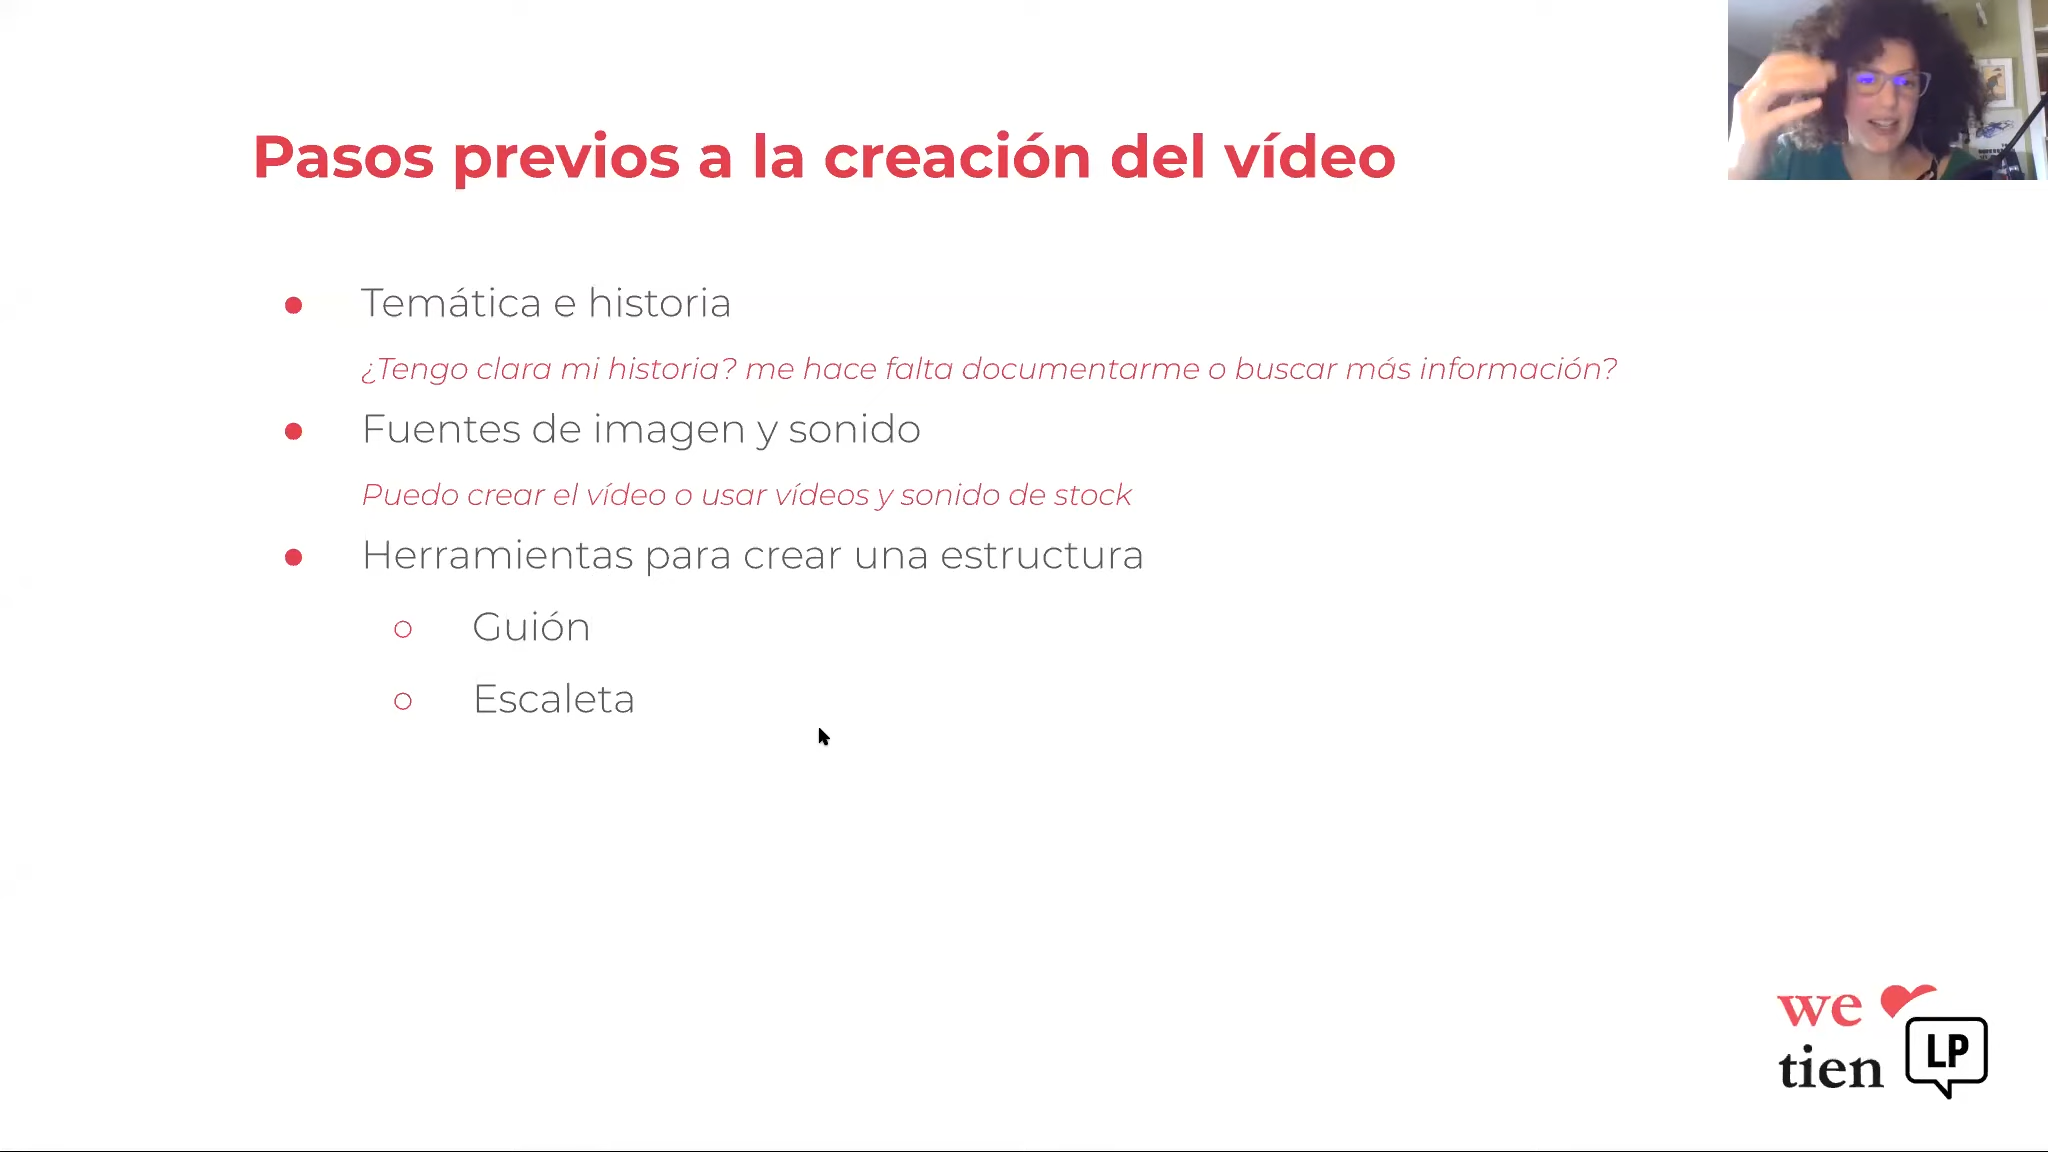 Pasos previos a la creación del vídeo
Temática e historia
¿Tengo clara mi historia? me hace falta documentarme o buscar más información?
Fuentes de imagen y sonido
Puedo crear el vídeo o usar vídeos y sonido de stock
Herramientas para crear una estructura
Guión
Escaleta
we
tien
LP